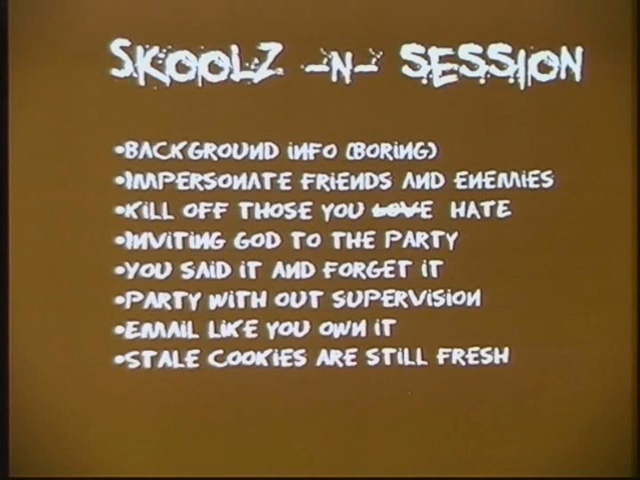 SKOOLZ -N- SESSION
•BACKGROUND INFO (BORING)
•IMPERSONATE FRIENDS AND ENEMIES
•KILL OFF THOSE YOU LOVE HATE
•INVITING GOD TO THE PARTY
•YOU SAID IT AND FORGET IT
•PARTY WITH OUT SUPERVISION
•EMAIL LIKE YOU OWN IT
•STALE COOKIES ARE STILL FRESH